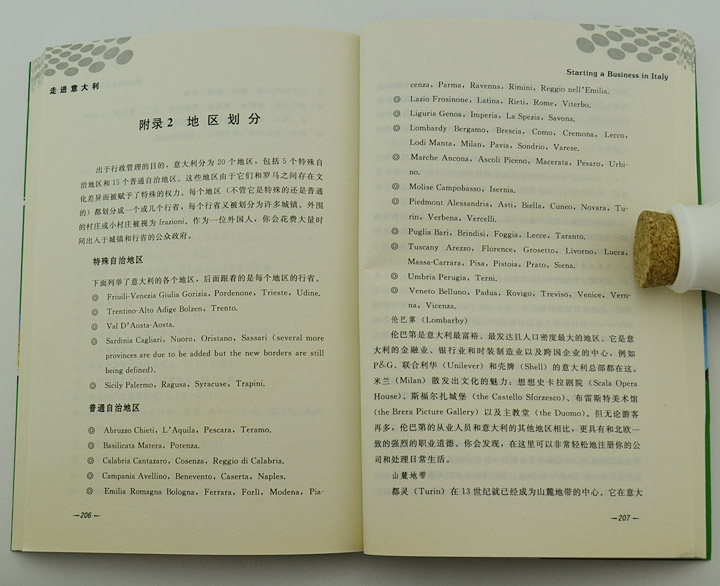 走进意大利
附录2 地区划分
出于行政管理的目的，意大利分为 20 个地区，包括 5 个特殊自
治地区和 15 个普通自治地区。这些地区由于它们和罗马之间存在文
化差异而被赋予了特殊的权力。每个地区（不管它是特殊的还是普通
的）都划分成一个或几个行省，每个行省又被划分为许多城镇。外围
的村庄或小村庄被视为 frazioni。作为一位外国人，你会花费大量时
间出入于城镇和行省的公众政府。
特殊自治地区
下面列举了意大利的各个地区，后面跟着的是每个地区的行省。
◎ Friuili-Venezia Giulia Gorizia, Pordenone, Trieste, Udine.
◎ Trentino-Alto Adige Bolzen, Trento.
◎ Val D'Aosta-Aosta.
◎ Sardinia Cagliari, Nuoro, Oristano, Sassari (several more
provinces are due to be added but the new borders are still
being defined).
◎ Sicily Palermo, Ragusa, Syracuse, Trapini.
普通自治地区
◎ Abruzzo Chieti, L'Aquila, Pescara, Teramo.
◎ Basilicata Matera, Potenza.
◎ Calabria Cantazaro, Cosenza, Reggio di Calabria.
◎ Campania Avellino, Benevento, Caserta, Naples.
◎ Emilia Romagna Bologna, Ferrara, Forli, Modena, Pia-
—206—
Starting a Business in Italy
cenza, Parma, Ravenna, Rimini, Reggio nell'Emilia.
◎ Lazio Frosinone, Latina, Rieti, Rome, Viterbo.
◎ Liguria Genoa, Imperia, La Spezia, Savona.
◎ Lombardy Bergamo, Brescia, Como, Cremona, Lecco,
Lodi Manta, Milan, Pavia, Sondrio, Varese.
◎ Marche Ancona, Ascoli Piceno, Macerata, Pesaro, Urbi-
no.
◎ Molise Campobasso, Isernia.
◎ Piedmont Alessandria, Asti, Biella, Cuneo, Novara, Tu-
rin, Verbena, Vercelli.
◎ Puglia Bari, Brindisi, Foggia, Lecce, Taranto.
◎ Tuscany Arezzo, Florence, Grosetto, Livorno, Lucca,
Massa-Carrara, Pisa, Pistoia, Prato, Siena.
◎ Umbria Perugia, Terni.
◎ Veneto Belluno, Padua, Rovigo, Treviso, Venice, Vero-
na, Vicenza.
伦巴第（Lombarby）
伦巴第是意大利最富裕、最发达且人口密度最大的地区。它是意
大利的金融业、银行业和时装制造业以及跨国企业的中心，例如
P&G、联合利华（Unilever）和壳牌（Shell）的意大利总部都在这。
米兰（Milan）散发出文化的魅力：想想史卡拉剧院（Scala Opera
House）、斯福尔扎城堡（the Castello Sforzesco）、布雷斯特美术馆
(the Brera Picture Gallery) 以及主教堂（the Duomo）。但无论游客
再多，伦巴第的从业人员和意大利的其他地区相比，更具有和北欧一
致的强烈的职业道德。你会发现，在这里可以非常轻松地注册你的公
司和处理日常生活。
山麓地带
都灵（Turin）在 13 世纪就已经成为山麓地带的中心。它在意大
—207—